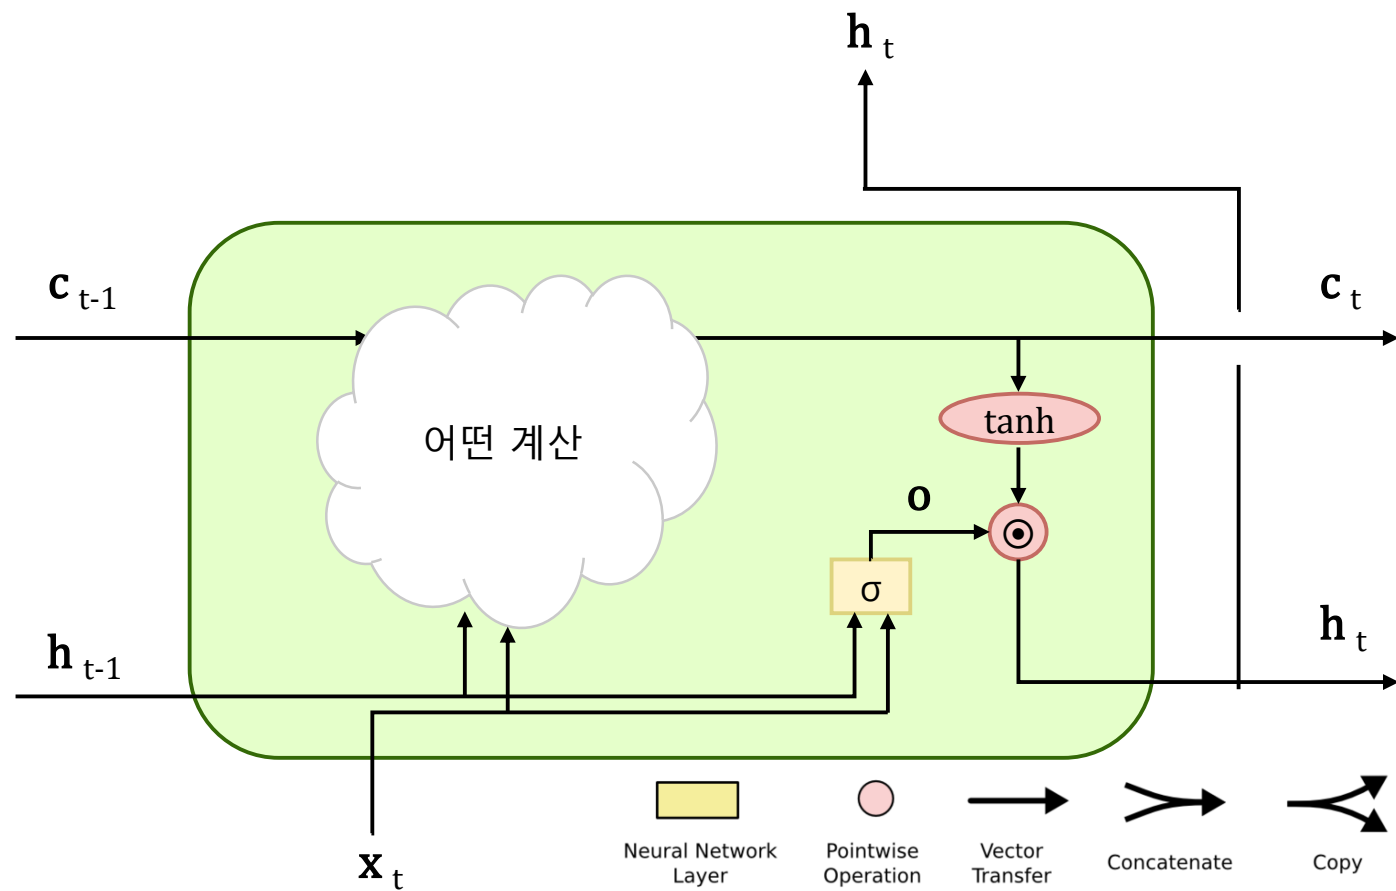 h t
c t-1
c t
어떤 계산
tanh
o
σ
h t-1
h t
x t
Neural Network
Layer
Pointwise
Operation
Vector
Transfer
Concatenate
Copy